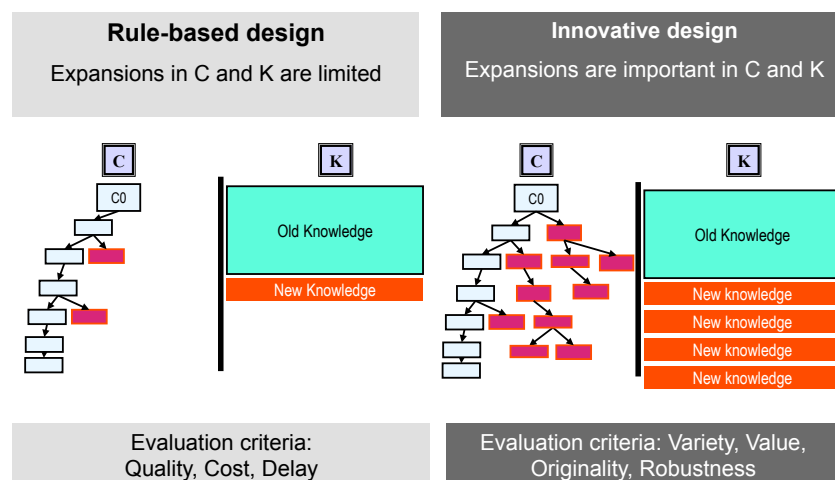 Rule-based design
Expansions in C and K are limited
Innovative design
Expansions are important in C and K
C
K
C0
Old Knowledge
New Knowledge
C
K
C0
Old Knowledge
New knowledge
New knowledge
New knowledge
New knowledge
Evaluation criteria:
Quality, Cost, Delay
Evaluation criteria: Variety, Value,
Originality, Robustness